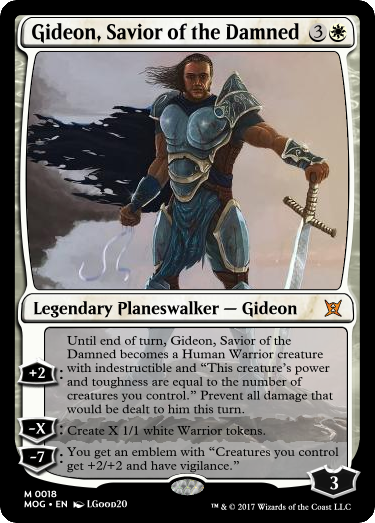 Gideon, Savior of the Damned 3
Legendary Planeswalker — Gideon
Until end of turn, Gideon, Savior of the
Damned becomes a Human Warrior creature
+2: with indestructible and “This creature's power
and toughness are equal to the number of
creatures you control.” Prevent all damage that
would be dealt to him this turn.
-X: Create X 1/1 white Warrior tokens.
-7: You get an emblem with “Creatures you control
get +2/+2 and have vigilance.”
3
M 0018
MOG • EN LGood20
™ & © 2017 Wizards of the Coast LLC